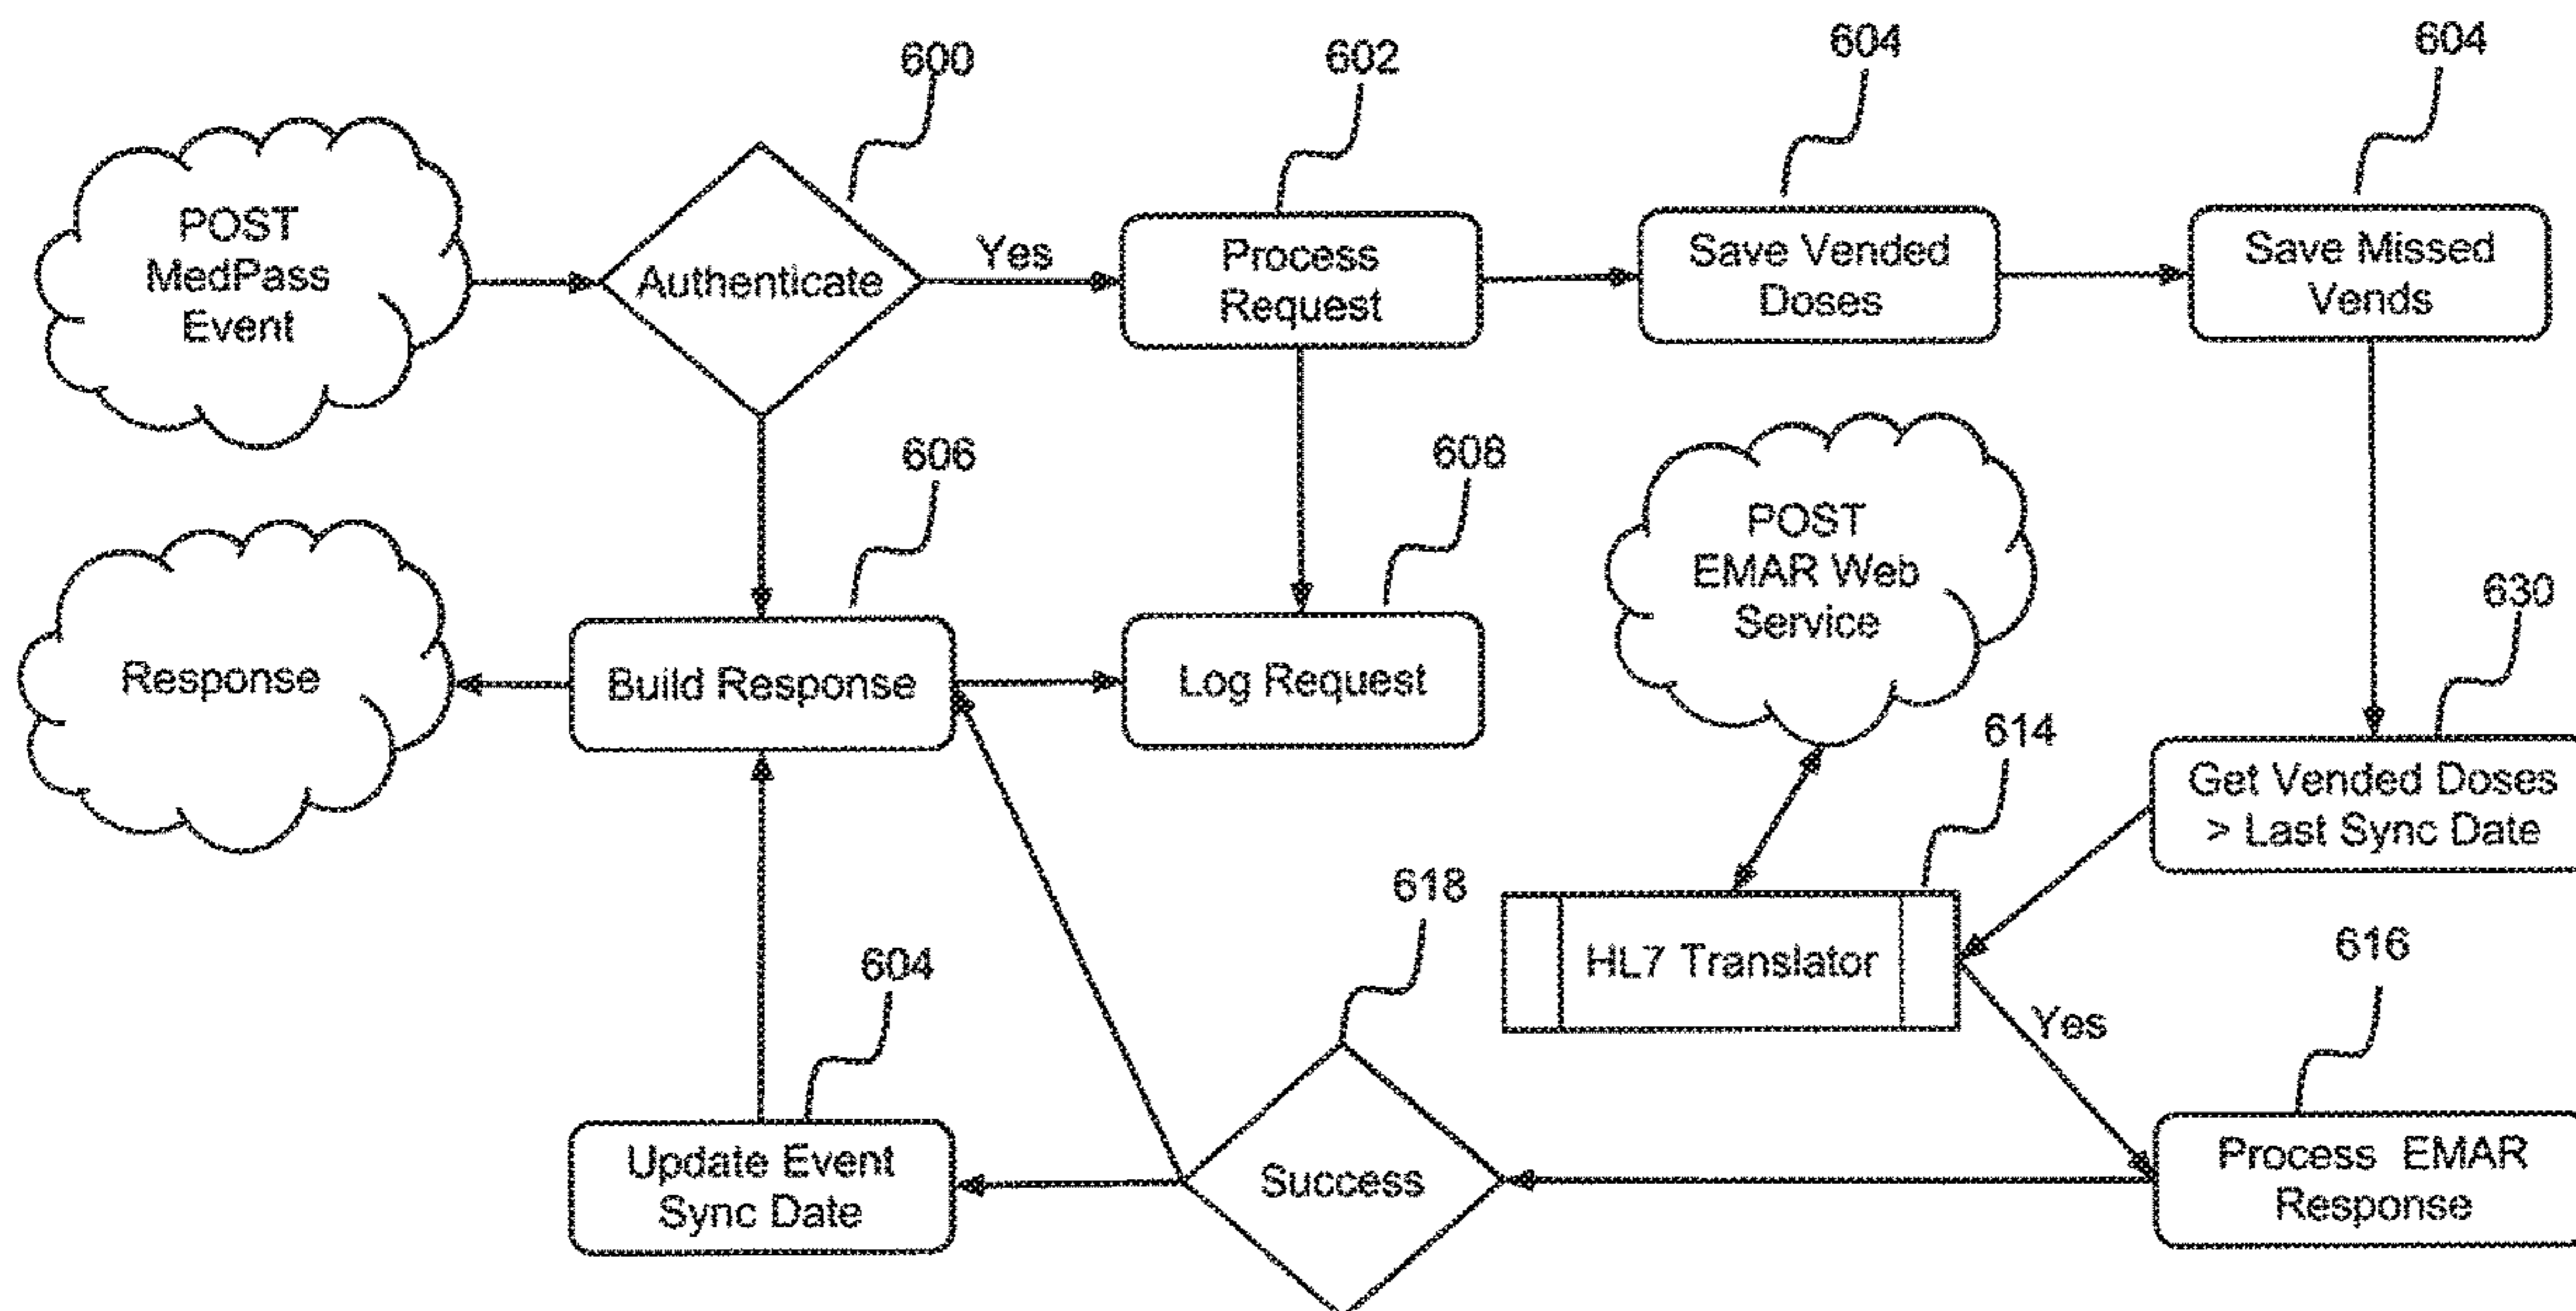 600
602
604
604
POST
MedPass
Event
Authenticate
Yes
Process
Request
Save Vended
Doses
Save Missed
Vends
606
608
POST
EMAR Web
Service
630
Response
Build Response
Log Request
614
Get Vended Doses
> Last Sync Date
618
HL7 Translator
616
604
Yes
Update Event
Sync Date
Success
Process EMAR
Response